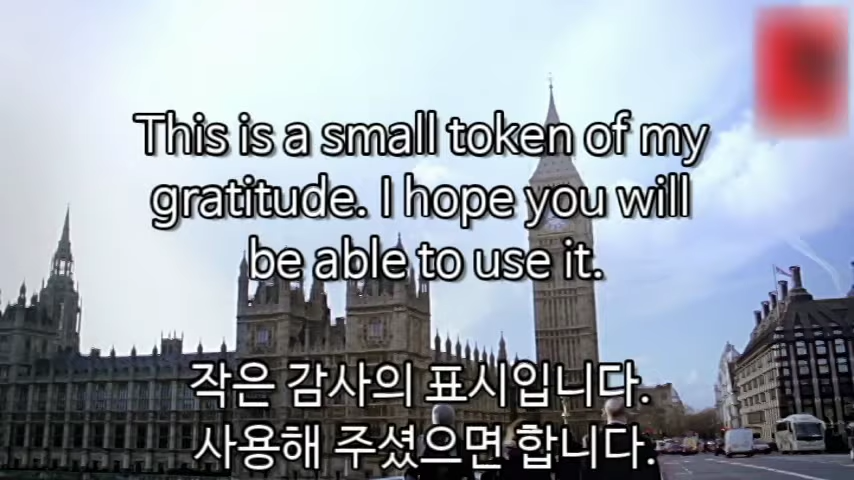 This is a small token of my
gratitude. I hope you will
be able to use it.
작은 감사의 표시입니다.
사용해 주셨으면 합니다.